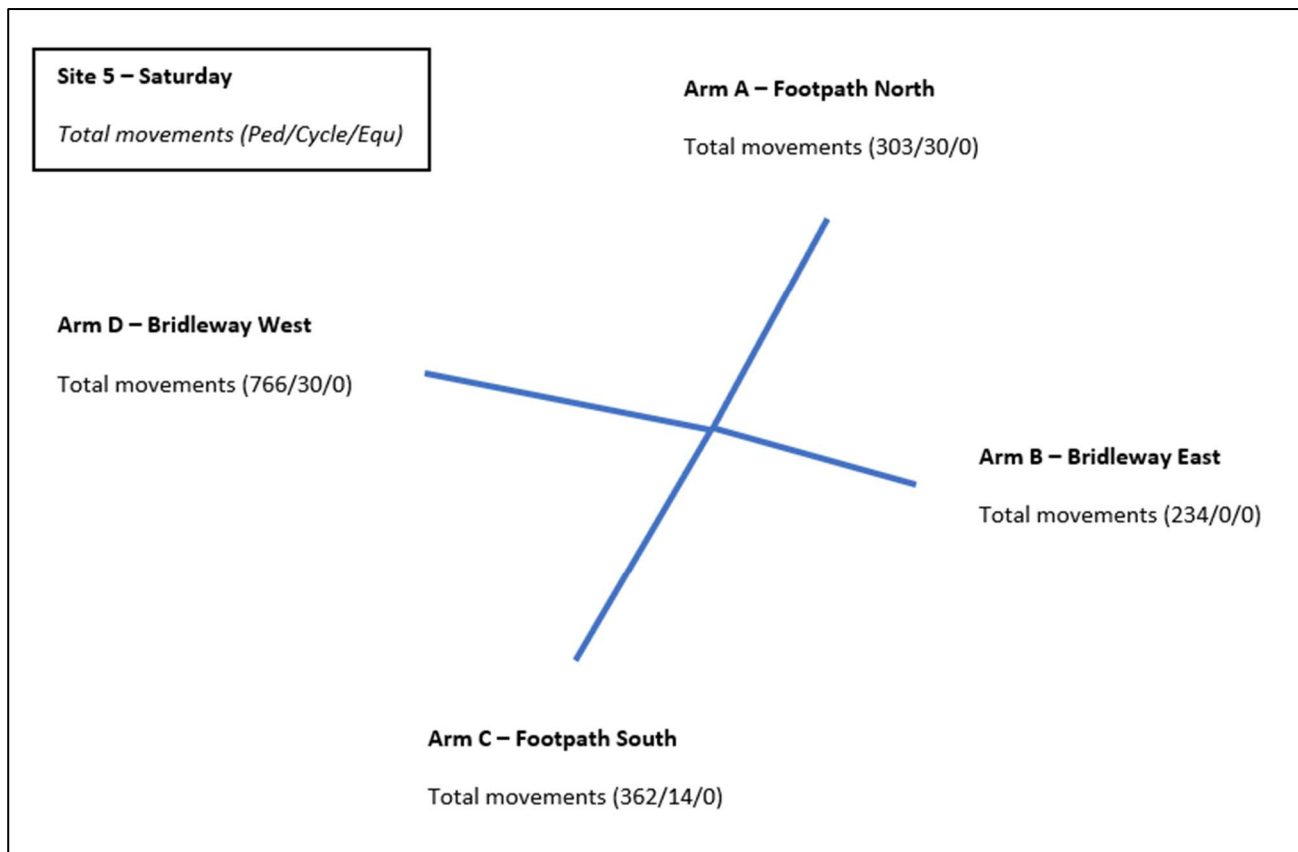 Site 5 – Saturday
Total movements (Ped/Cycle/Equ)
Arm A – Footpath North
Total movements (303/30/0)
Arm D – Bridleway West
Total movements (766/30/0)
Arm B – Bridleway East
Total movements (234/0/0)
Arm C – Footpath South
Total movements (362/14/0)